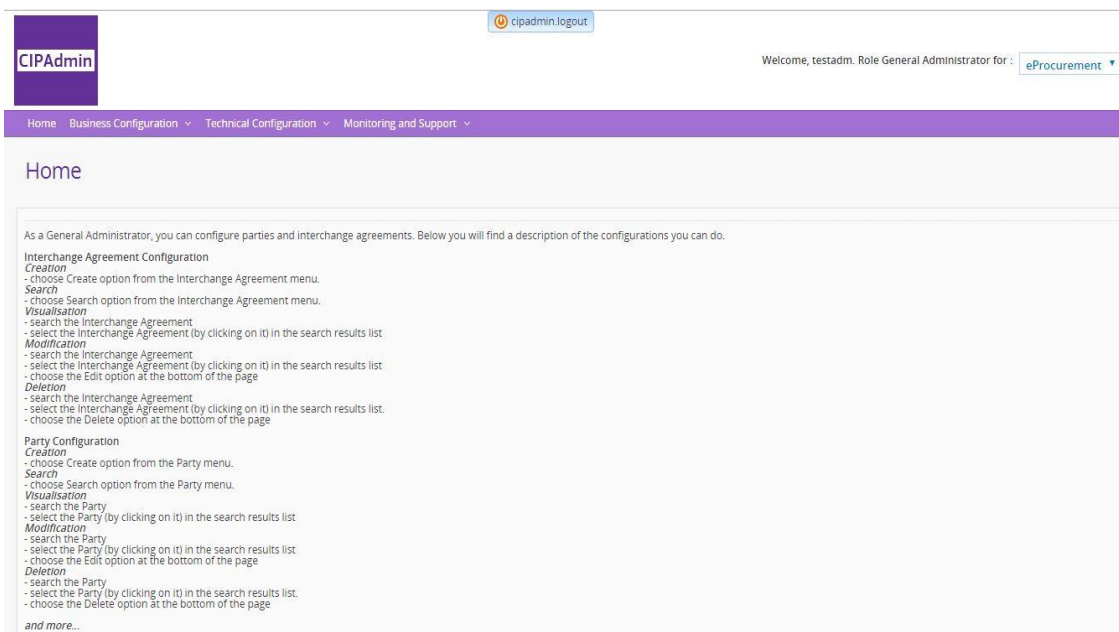 cipadmin.logout
CIPAdmin
Welcome, testadm. Role General Administrator for :
eProcurement
Home Business Configuration Technical Configuration Monitoring and Support
Home
As a General Administrator, you can configure parties and interchange agreements. Below you will find a description of the configurations you can do.
Interchange Agreement Configuration
Creation
- choose Create option from the Interchange Agreement menu.
Search
- choose Search option from the Interchange Agreement menu.
Visualisation
- search the Interchange Agreement
- select the Interchange Agreement (by clicking on it) in the search results list
Modification
- search the Interchange Agreement
- select the Interchange Agreement (by clicking on it) in the search results list
- choose the Edit option at the bottom of the page
Deletion
- search the Interchange Agreement
- select the Interchange Agreement (by clicking on it) in the search results list.
- choose the Delete option at the bottom of the page
Party Configuration
Creation
- choose Create option from the Party menu.
Search
- choose Search option from the Party menu.
Visualisation
- search the Party
- select the Party (by clicking on it) in the search results list
Modification
- search the Party
- select the Party (by clicking on it) in the search results list
- choose the Edit option at the bottom of the page
Deletion
- search the Party
- select the Party (by clicking on it) in the search results list.
- choose the Delete option at the bottom of the page
and more...